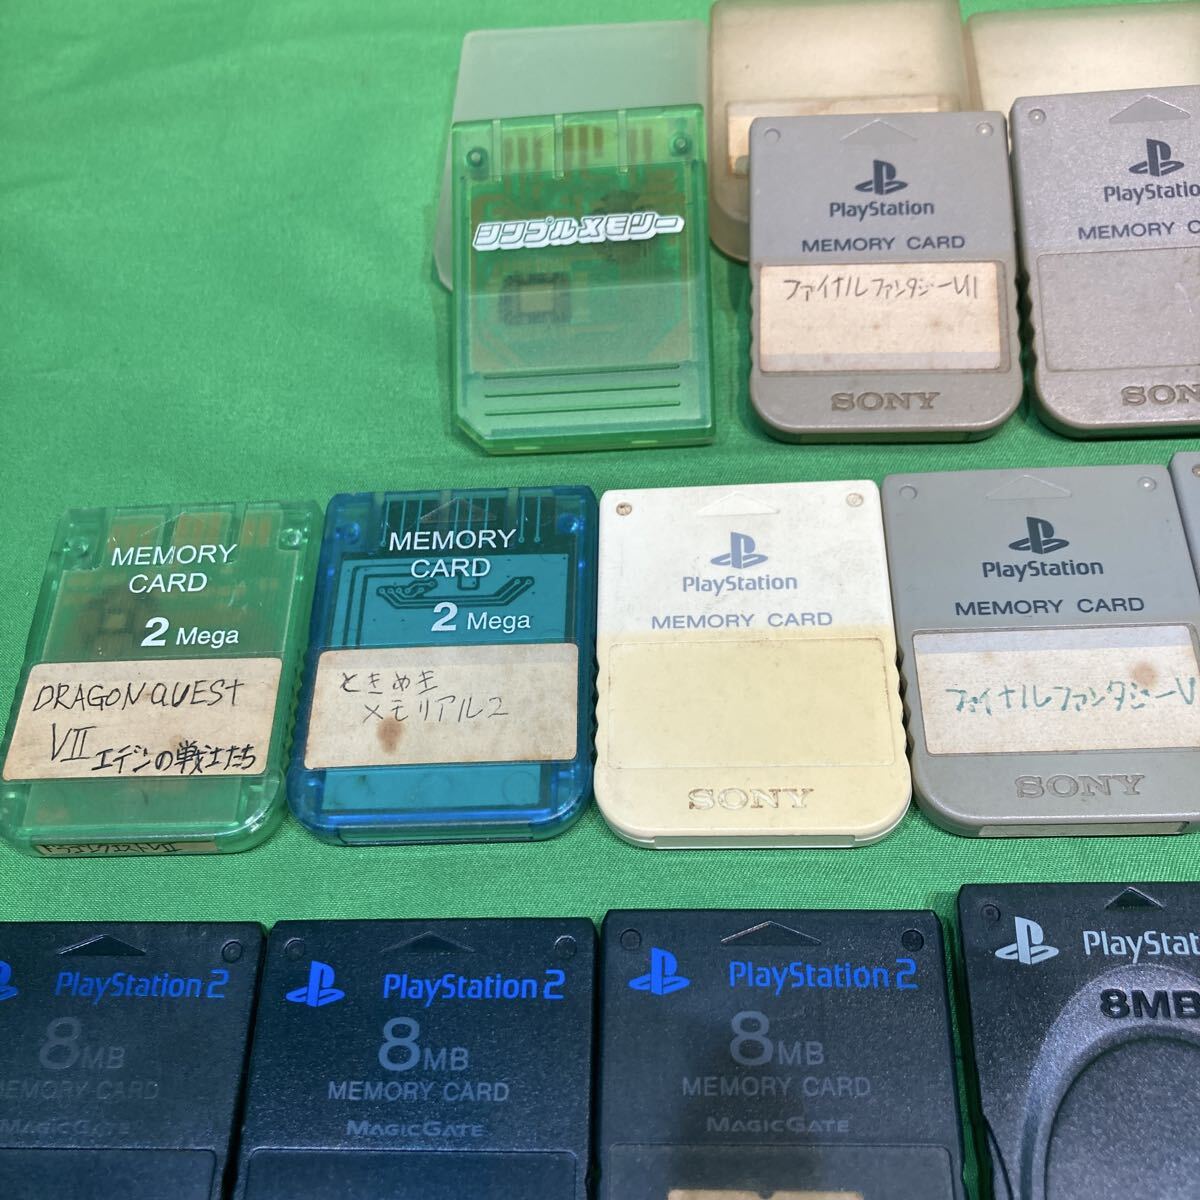 シンプルメモリー
PlayStation
MEMORY CARD
ファイナルファンタジーVII
SONY
PlayStatio
MEMORY C
SON
MEMORY
CARD
2 Mega
DRAGON QUEST
VII エデンの戦士たち
MEMORY
CARD
2 Mega
ときめき
メモリアル2
PlayStation
MEMORY CARD
SONY
PlayStation
MEMORY CARD
ファイナルファンタジーV
SONY
PlayStation 2
8MB
MEMORY CARD
PlayStation 2
8MB
MEMORY CARD
MAGICGATE
PlayStation 2
8MB
MEMORY CARD
MAGICGATE
PlayStat
8MB